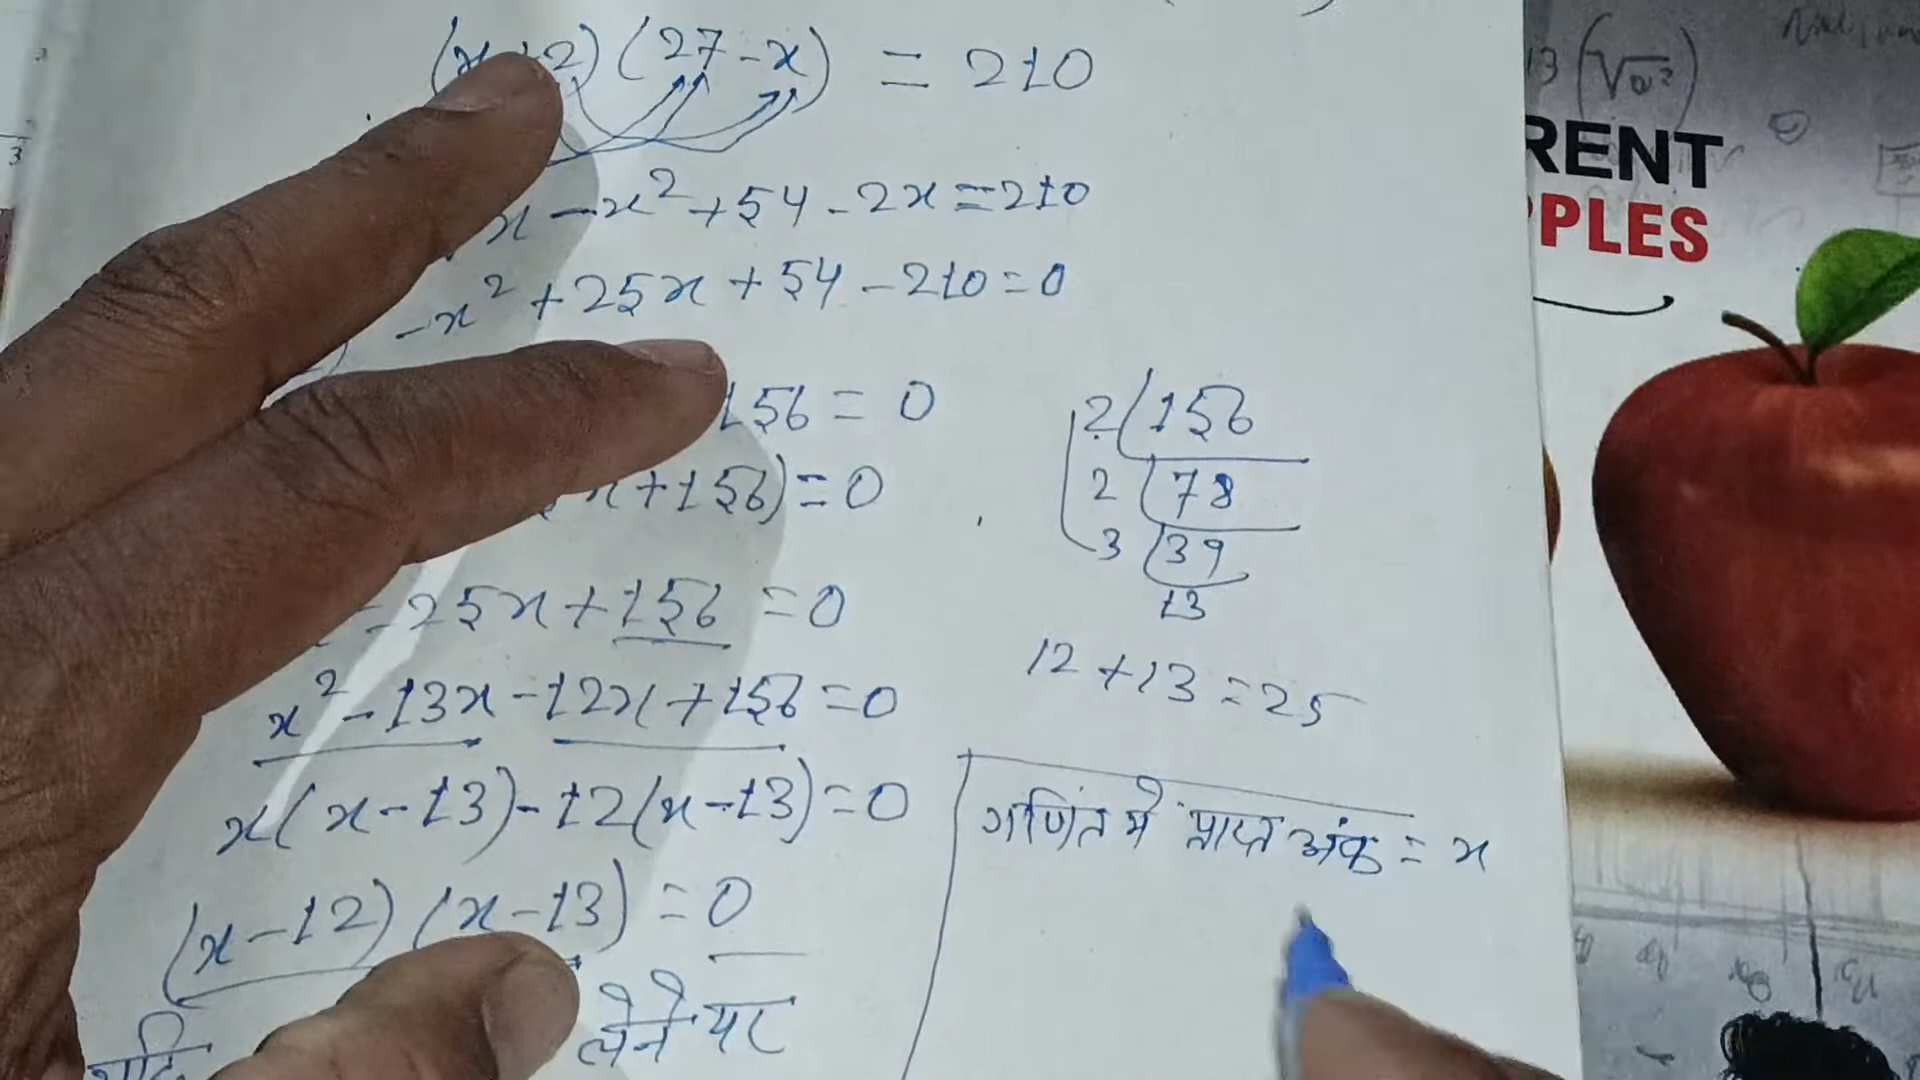 (x+2)(27-x) = 210
x-x²+54-2x=210
-x²+25x+54-210=0
156=0
x+156)=0
-25x+156=0
x²-13x-12x+156=0
x(x-13)-12(x-13)=0
(x-12)(x-13)=0
यदि
लेने पर
2 156
2 78
3 39
13
12+13=25
गणित में प्राप्त अंक = x
RENT
PPLES